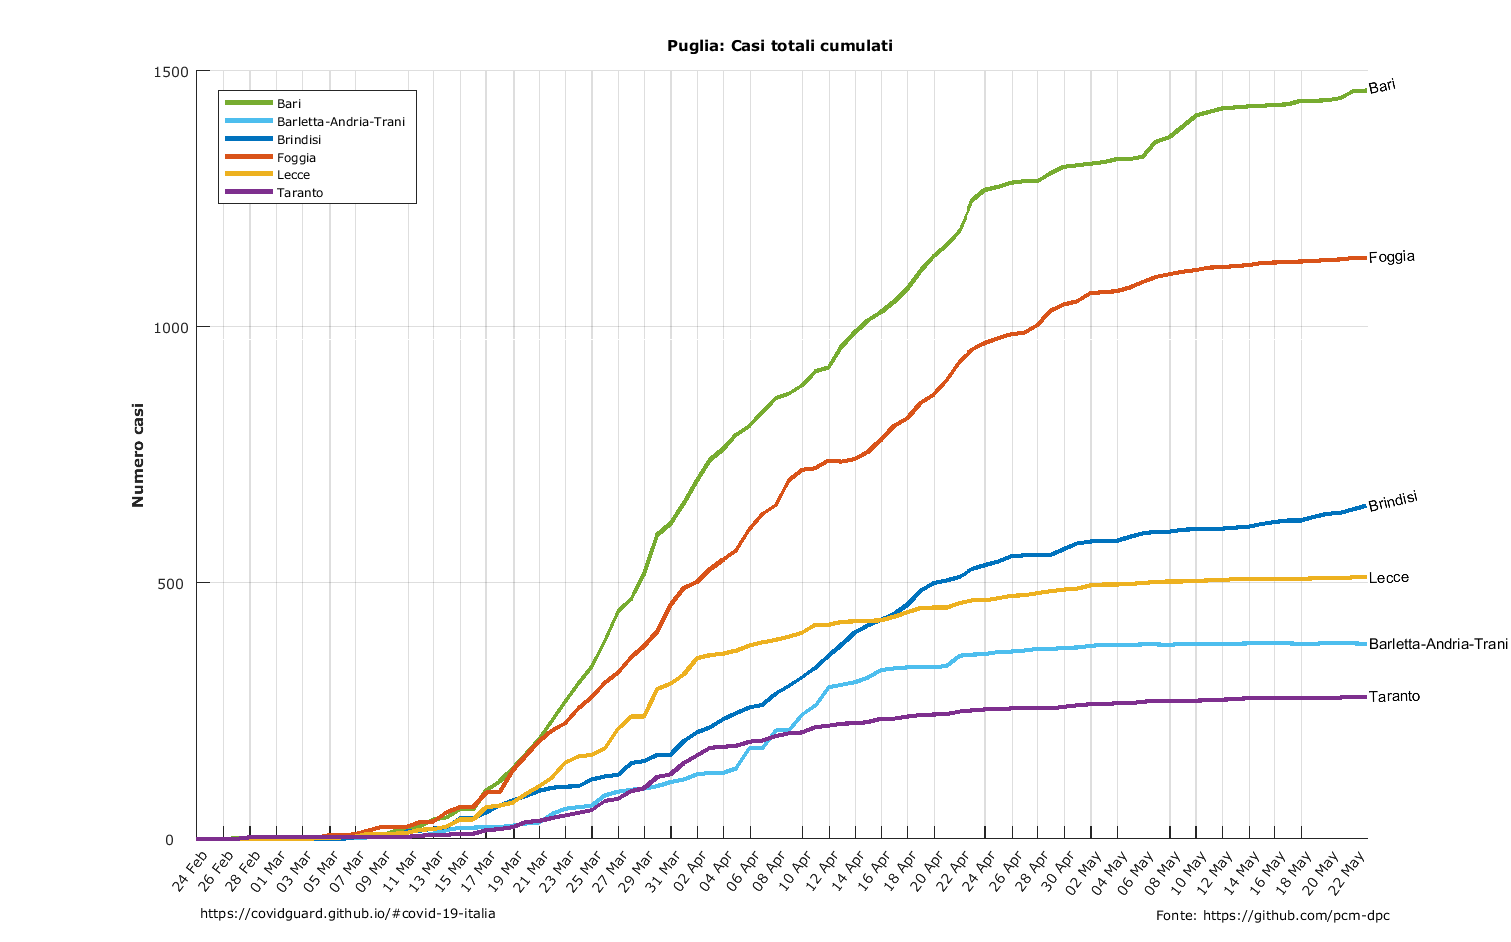 Puglia: Casi totali cumulati
1500
1000
500
0
Numero casi
Bari
Barletta-Andria-Trani
Brindisi
Foggia
Lecce
Taranto
Bari
Foggia
Brindisi
Lecce
Barletta-Andria-Trani
Taranto
24 Feb
26 Feb
28 Feb
01 Mar
03 Mar
05 Mar
07 Mar
09 Mar
11 Mar
13 Mar
15 Mar
17 Mar
19 Mar
21 Mar
23 Mar
25 Mar
27 Mar
29 Mar
31 Mar
02 Apr
04 Apr
06 Apr
08 Apr
10 Apr
12 Apr
14 Apr
16 Apr
18 Apr
20 Apr
22 Apr
24 Apr
26 Apr
28 Apr
30 Apr
02 May
04 May
06 May
08 May
10 May
12 May
14 May
16 May
18 May
20 May
22 May
https://covidguard.github.io/#covid-19-italia
Fonte: https://github.com/pcm-dpc